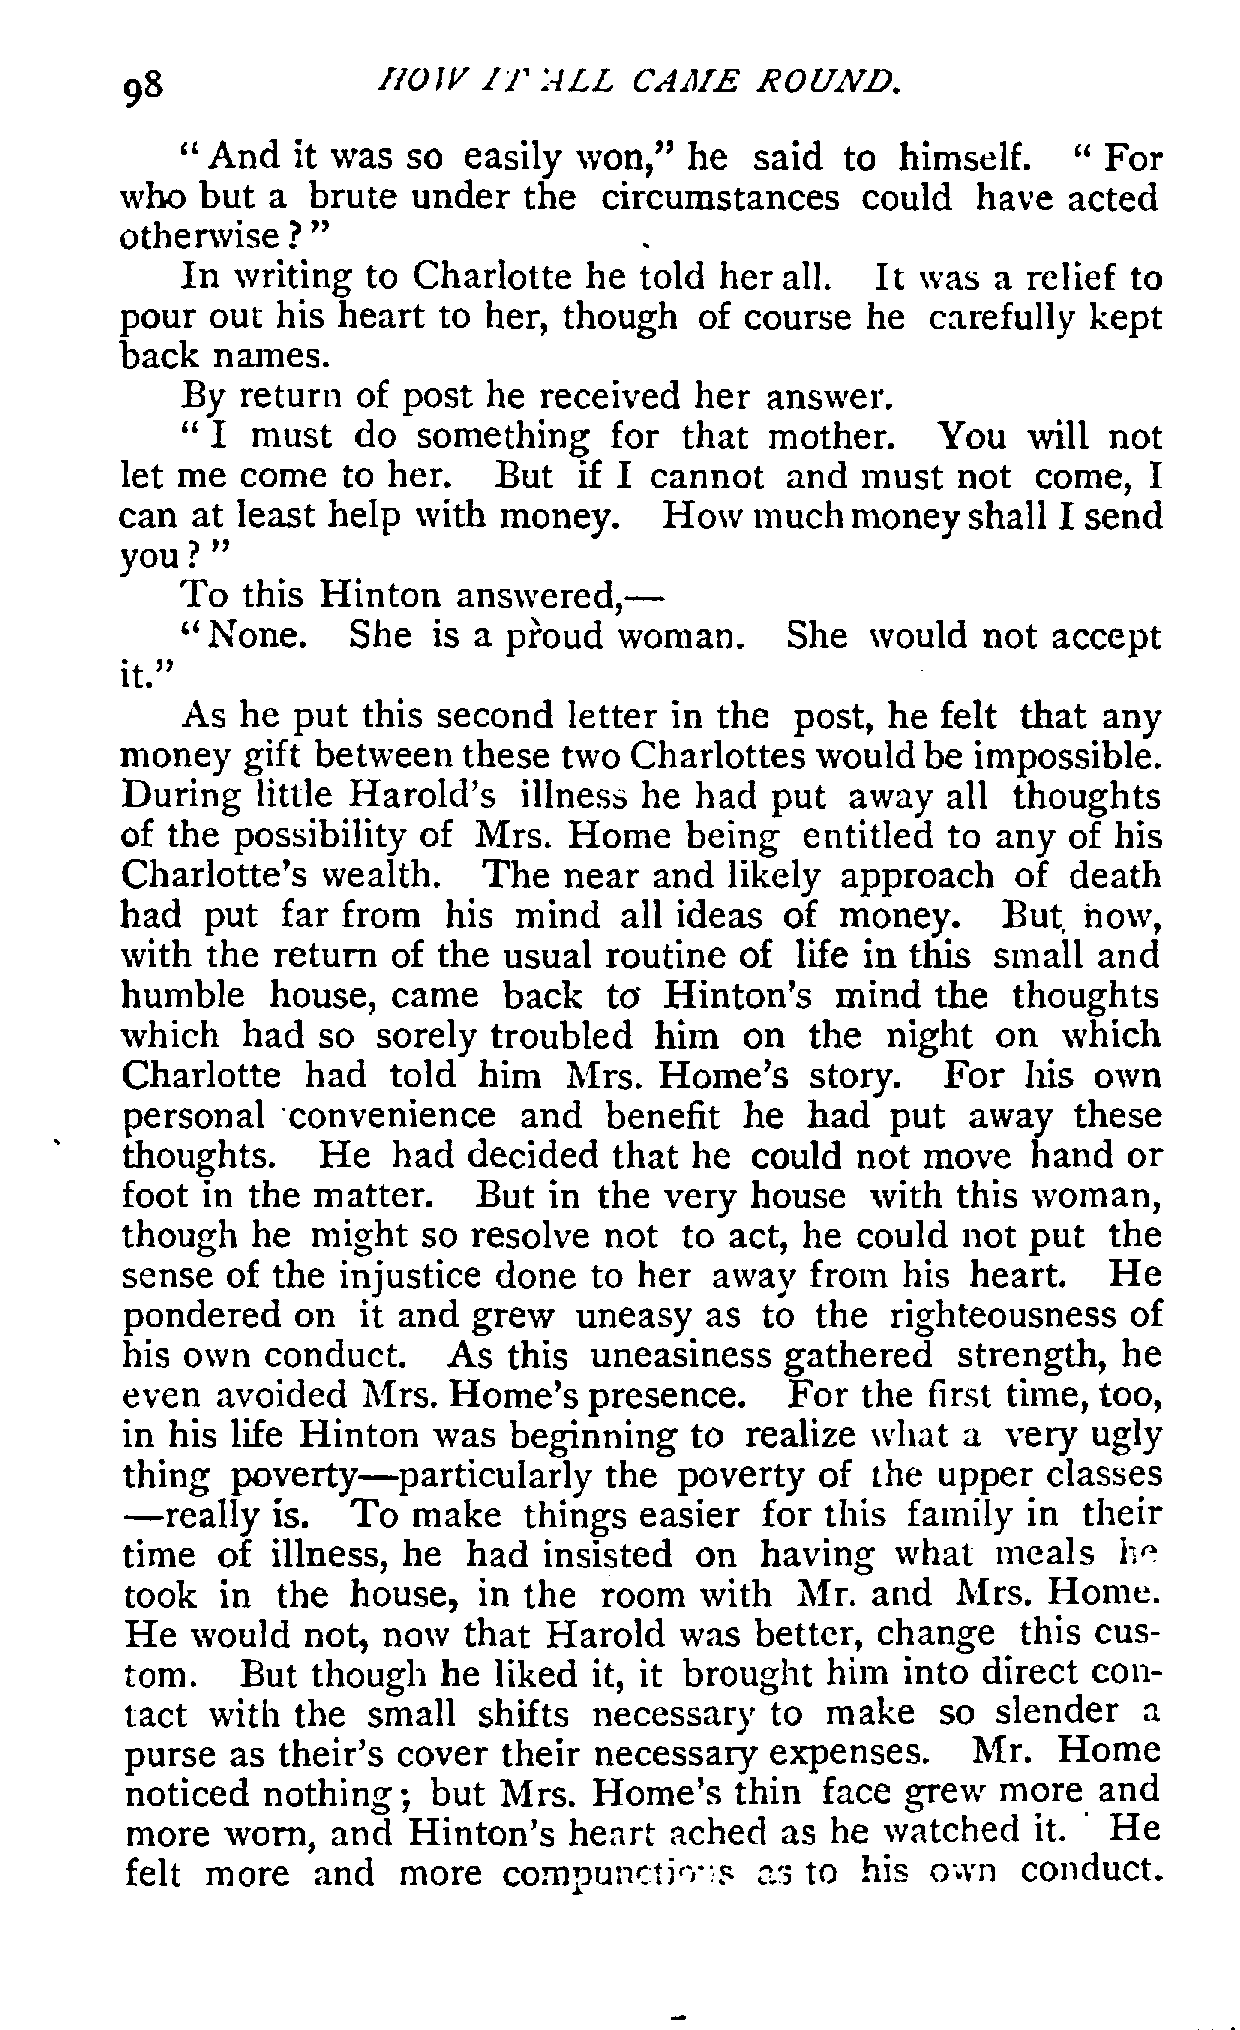 98 HOW IT ALL CAME ROUND.
" And it was so easily won," he said to himself. " For
who but a brute under the circumstances could have acted
otherwise ? "
In writing to Charlotte he told her all. It was a relief to
pour out his heart to her, though of course he carefully kept
back names.
By return of post he received her answer.
" I must do something for that mother. You will not
let me come to her. But if I cannot and must not come, I
can at least help with money. How much money shall I send
you ? "
To this Hinton answered,—
" None. She is a proud woman. She would not accept
it."
As he put this second letter in the post, he felt that any
money gift between these two Charlottes would be impossible.
During little Harold's illness he had put away all thoughts
of the possibility of Mrs. Home being entitled to any of his
Charlotte's wealth. The near and likely approach of death
had put far from his mind all ideas of money. But now,
with the return of the usual routine of life in this small and
humble house, came back to Hinton's mind the thoughts
which had so sorely troubled him on the night on which
Charlotte had told him Mrs. Home's story. For his own
personal convenience and benefit he had put away these
thoughts. He had decided that he could not move hand or
foot in the matter. But in the very house with this woman,
though he might so resolve not to act, he could not put the
sense of the injustice done to her away from his heart. He
pondered on it and grew uneasy as to the righteousness of
his own conduct. As this uneasiness gathered strength, he
even avoided Mrs. Home's presence. For the first time, too,
in his life Hinton was beginning to realize what a very ugly
thing poverty—particularly the poverty of the upper classes
—really is. To make things easier for this family in their
time of illness, he had insisted on having what meals he
took in the house, in the room with Mr. and Mrs. Home.
He would not, now that Harold was better, change this cus-
tom. But though he liked it, it brought him into direct con-
tact with the small shifts necessary to make so slender a
purse as their's cover their necessary expenses. Mr. Home
noticed nothing ; but Mrs. Home's thin face grew more and
more worn, and Hinton's heart ached as he watched it. He
felt more and more compunctions as to his own conduct.